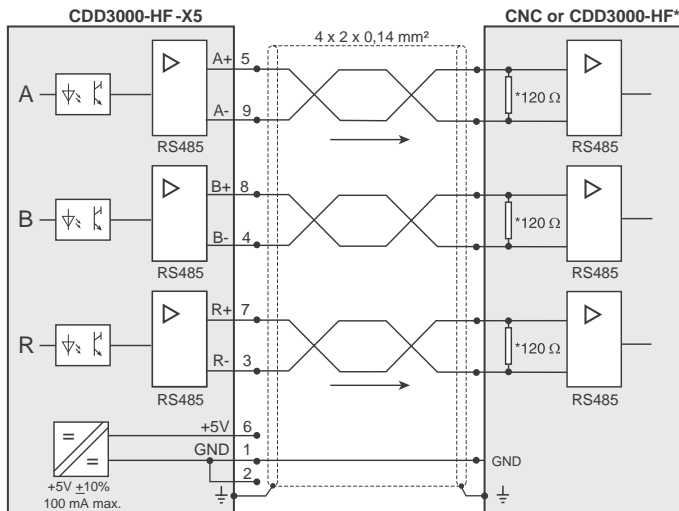 CDD3000-HF-X5
4 x 2 x 0,14 mm²
CNC or CDD3000-HF*
A
A+ 5
A- 9
RS485
*120 Ω
RS485
B
B+ 8
B- 4
RS485
*120 Ω
RS485
R
R+ 7
R- 3
RS485
*120 Ω
RS485
+5V 6
GND 1
2
GND
+5V ±10%
100 mA max.